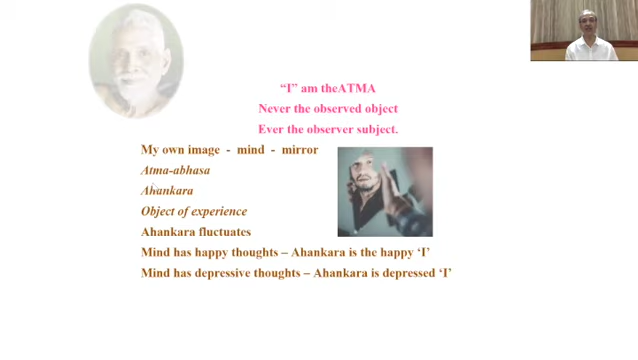 “I” am theATMA
Never the observed object
Ever the observer subject.
My own image - mind - mirror
Atma-abhasa
Ahankara
Object of experience
Ahankara fluctuates
Mind has happy thoughts – Ahankara is the happy ‘I’
Mind has depressive thoughts – Ahankara is depressed ‘I’